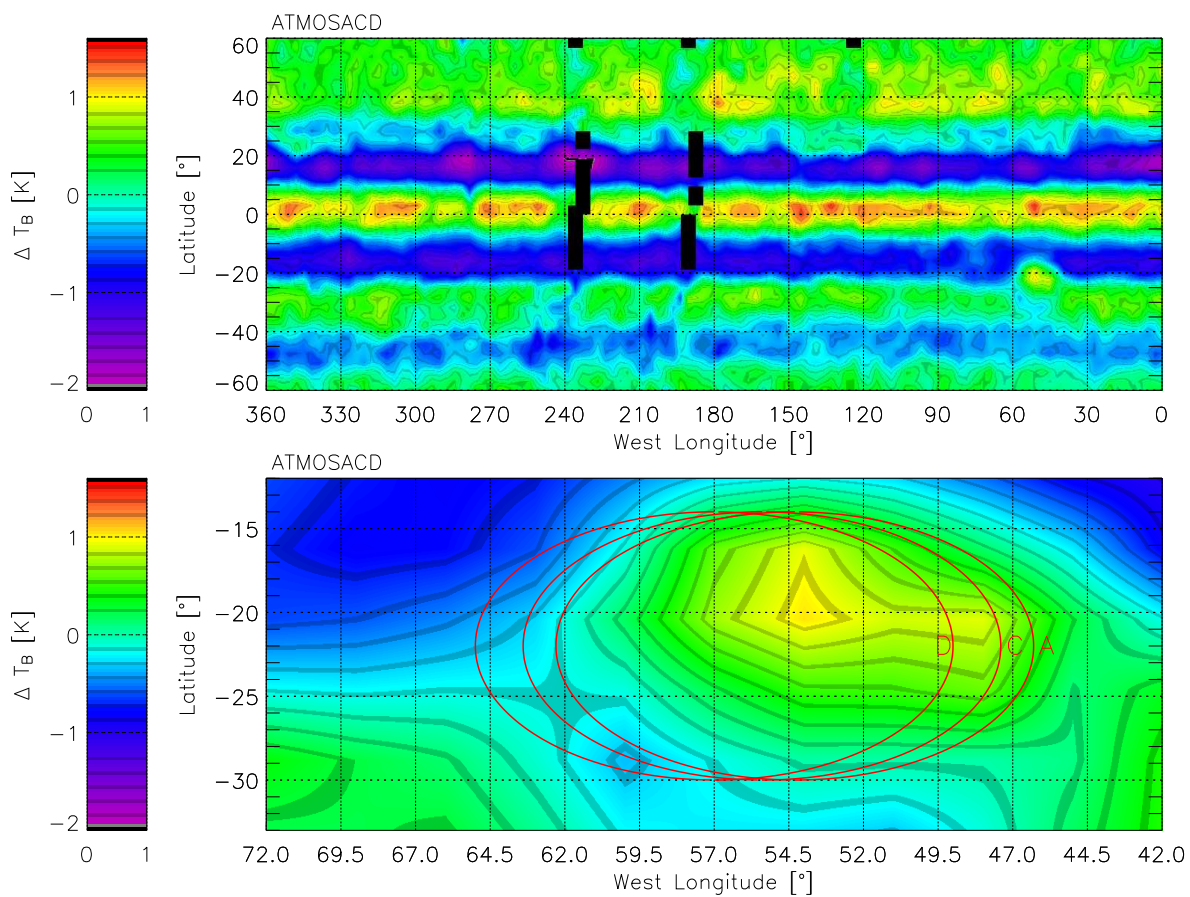 ATMOSACD
60
40
20
0
−20
−40
−60
Latitude [°]
360 330 300 270 240 210 180 150 120 90 60 30 0
West Longitude [°]
1
0
−1
−2
Δ T_B [K]
0 1
ATMOSACD
−15
−20
−25
−30
Latitude [°]
D C A
72.0 69.5 67.0 64.5 62.0 59.5 57.0 54.5 52.0 49.5 47.0 44.5 42.0
West Longitude [°]
1
0
−1
−2
Δ T_B [K]
0 1